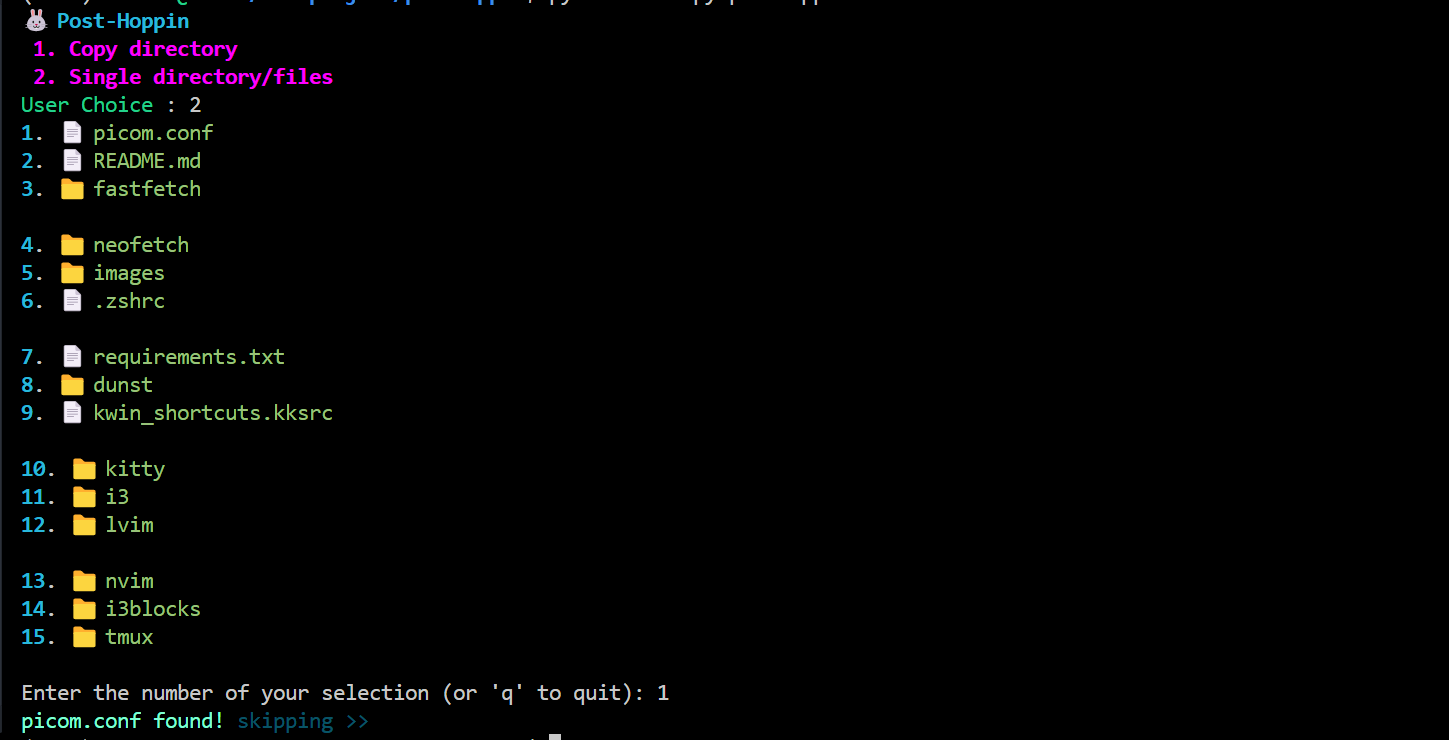 Post-Hoppin
1. Copy directory
2. Single directory/files
User Choice : 2
1. picom.conf
2. README.md
3. fastfetch
4. neofetch
5. images
6. .zshrc
7. requirements.txt
8. dunst
9. kwin_shortcuts.kksrc
10. kitty
11. i3
12. lvim
13. nvim
14. i3blocks
15. tmux
Enter the number of your selection (or 'q' to quit): 1
picom.conf found! skipping >>